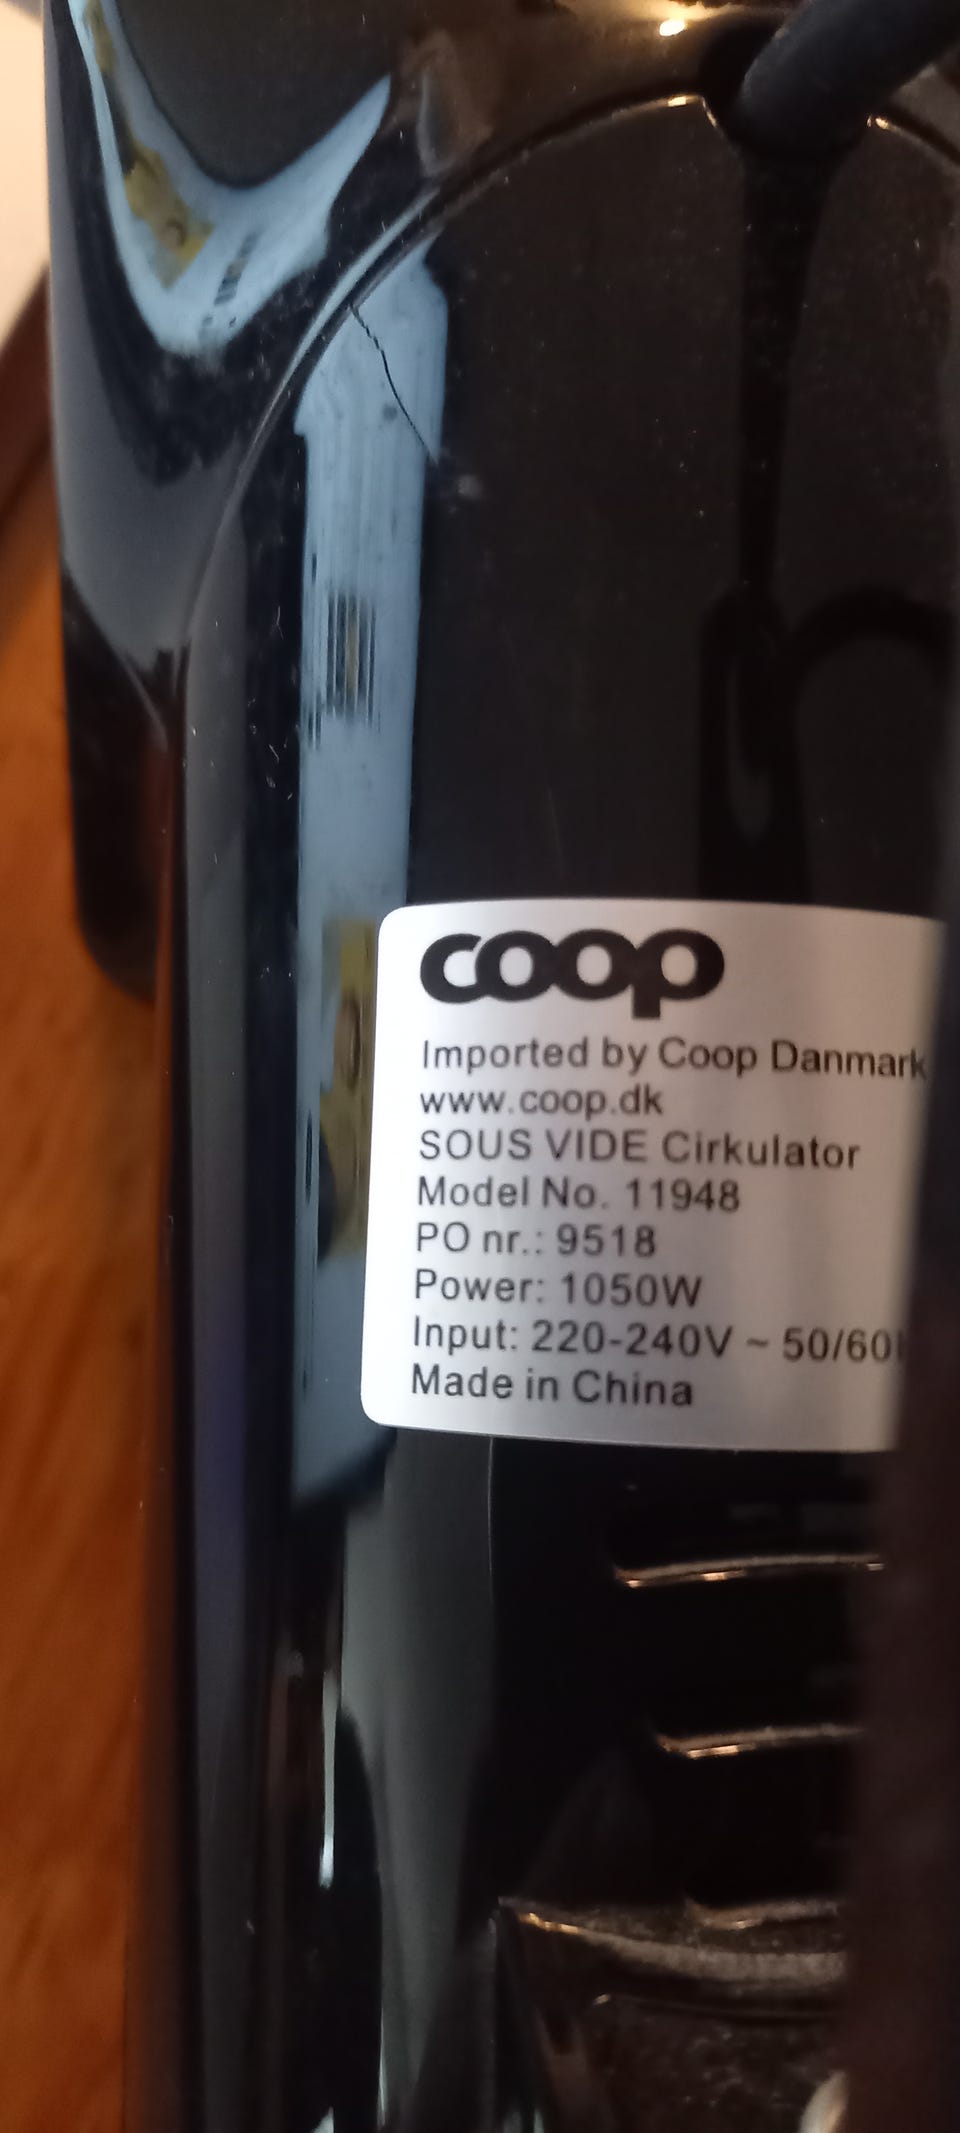 coop
Imported by Coop Danmark
www.coop.dk
SOUS VIDE Cirkulator
Model No. 11948
PO nr.: 9518
Power: 1050W
Input: 220-240V ~ 50/60
Made in China